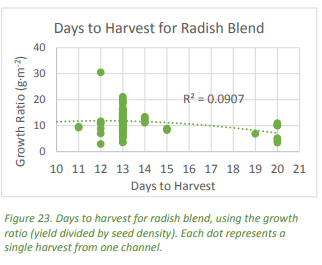 Days to Harvest for Radish Blend
Growth Ratio (g·m⁻²)
40
30
20
10
0
R² = 0.0907
10 11 12 13 14 15 16 17 18 19 20 21
Days to Harvest
Figure 23. Days to harvest for radish blend, using the growth
ratio (yield divided by seed density). Each dot represents a
single harvest from one channel.